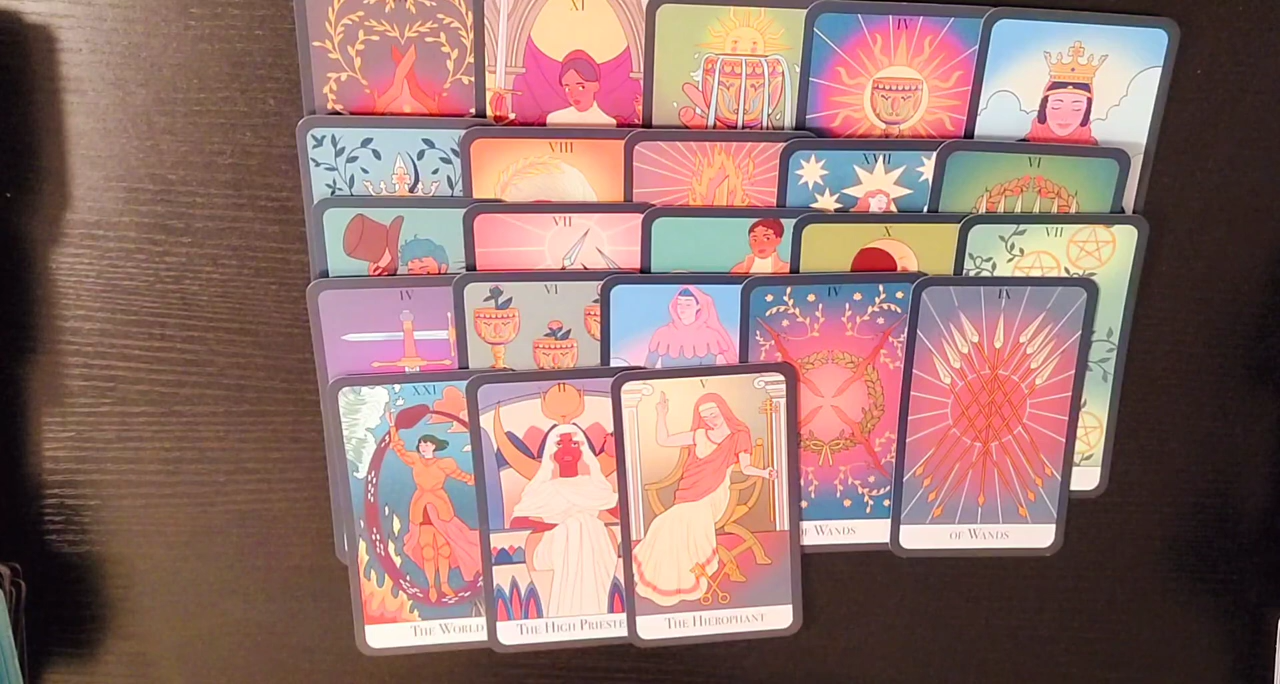 XI
IV
VIII
XVII
VI
VII
X
VII
IV
VI
IV
IX
OF WANDS
OF WANDS
XXI
II
V
THE WORLD
THE HIGH PRIESTE
THE HIEROPHANT